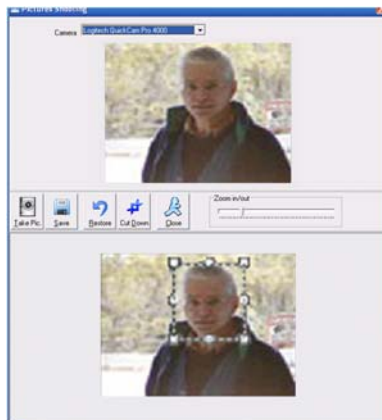 Pictures Shooting
Camera Logitech QuickCam Pro 4000
Take Pic. Save Restore Cut Down Close Zoom in/out